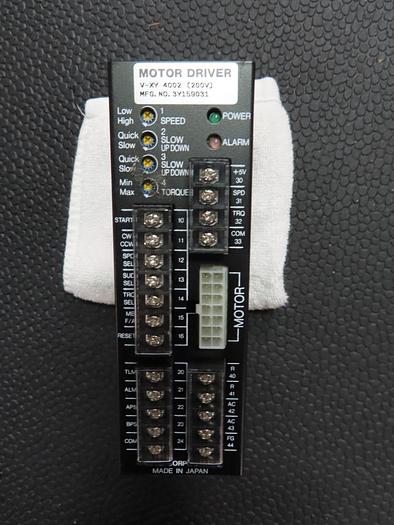 MOTOR DRIVER
V-XY 4002 (200V)
MFG. NO. 3Y159031
Low High 1 SPEED
POWER
Quick Slow 2 SLOW UP DOWN
ALARM
Quick Slow 3 SLOW UP DOWN
Min Max 4 TORQUE
+5V 30
SPD 31
TRQ 32
COM 33
START 10
CW CCW 11
SPD SEL 12
SUD SEL 13
TRQ SEL 14
F/A 15
RESET 16
MOTOR
TLM 20
ALM 21
APS 22
BPS 23
COM 24
R 40
R 41
AC 42
AC 43
FG 44
CORP
MADE IN JAPAN